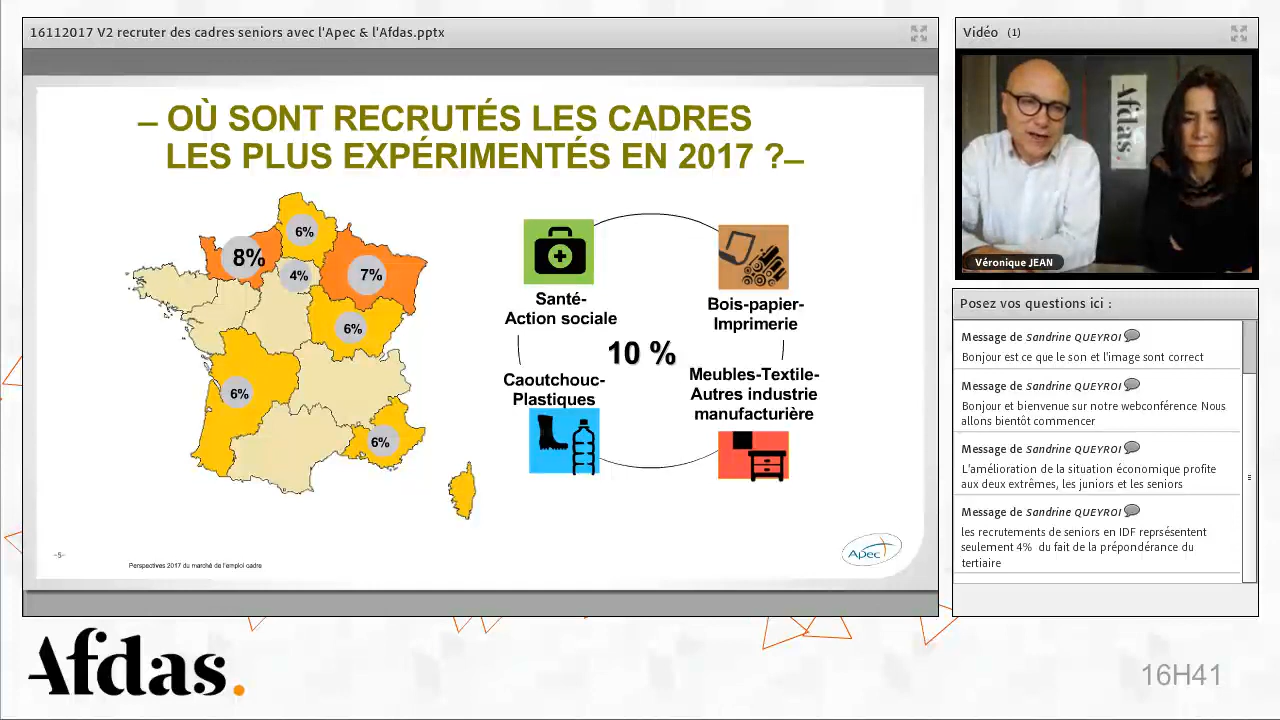 16112017 V2 recruter des cadres seniors avec l'Apec & l'Afdas.pptx
– OÙ SONT RECRUTÉS LES CADRES
LES PLUS EXPÉRIMENTÉS EN 2017 ?–
6%
8%
4%
7%
6%
6%
6%
Santé-
Action sociale
Bois-papier-
Imprimerie
10 %
Caoutchouc-
Plastiques
Meubles-Textile-
Autres industrie
manufacturière
–5–
Perspectives 2017 du marché de l'emploi cadre
Apec
Vidéo (1)
Afdas.
Véronique JEAN
Posez vos questions ici :
Message de Sandrine QUEYROI
Bonjour est ce que le son et l'image sont correct
Message de Sandrine QUEYROI
Bonjour et bienvenue sur notre webconférence Nous
allons bientôt commencer
Message de Sandrine QUEYROI
L'amélioration de la situation économique profite
aux deux extrêmes, les juniors et les seniors
Message de Sandrine QUEYROI
les recrutements de seniors en IDF reprsésentent
seulement 4% du fait de la prépondérance du
tertiaire
Afdas.
16H41